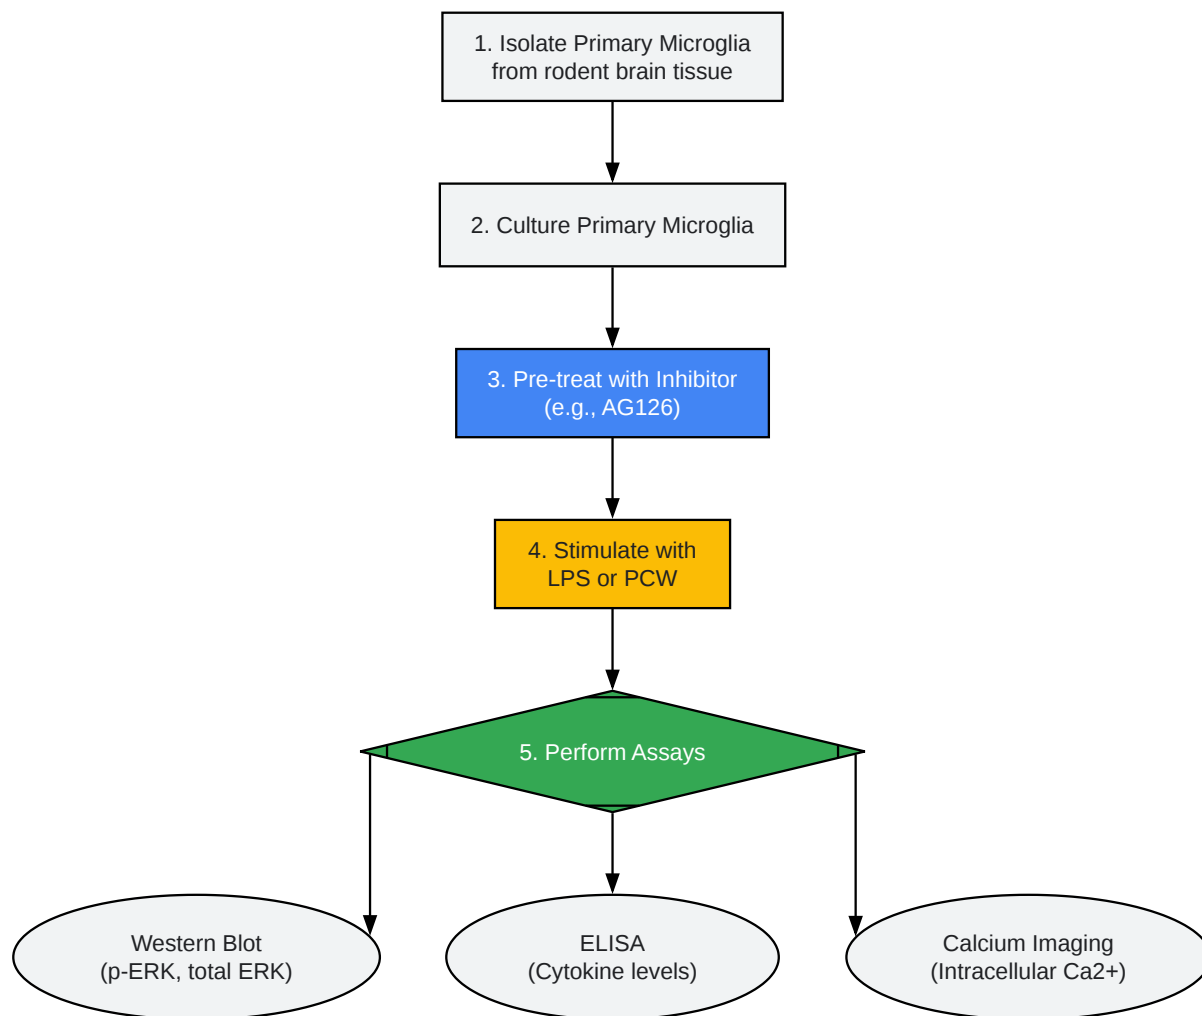 1. Isolate Primary Microglia
from rodent brain tissue
2. Culture Primary Microglia
3. Pre-treat with Inhibitor
(e.g., AG126)
4. Stimulate with
LPS or PCW
5. Perform Assays
Western Blot
(p-ERK, total ERK)
ELISA
(Cytokine levels)
Calcium Imaging
(Intracellular Ca2+)